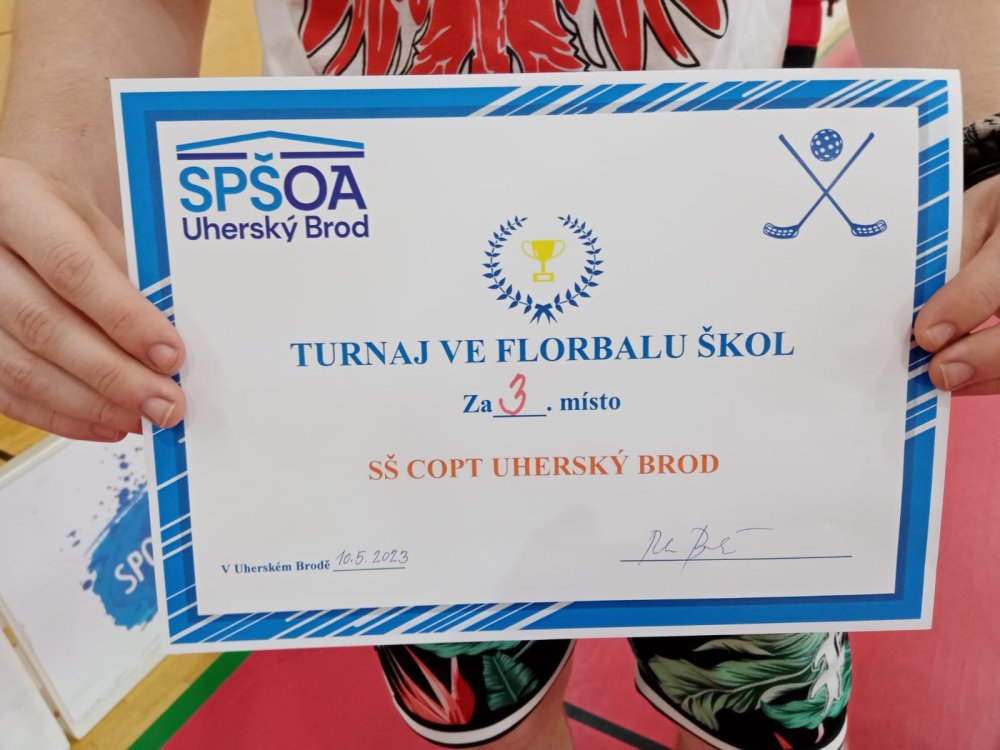 SPŠOA
Uherský Brod
TURNAJ VE FLORBALU ŠKOL
Za 3 . místo
SŠ COPT UHERSKÝ BROD
V Uherském Brodě 10.5.2023
SPO